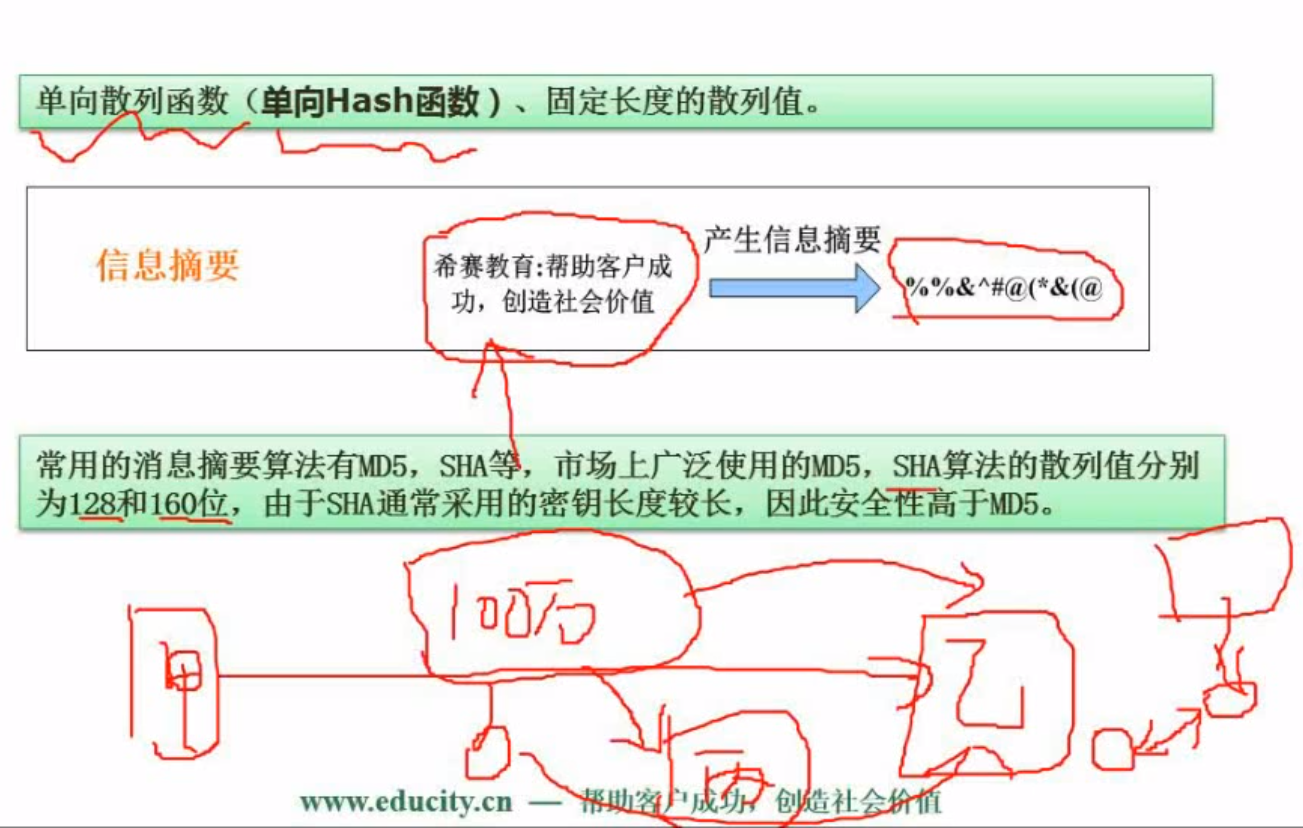 单向散列函数（单向Hash函数）、固定长度的散列值。
信息摘要
希赛教育:帮助客户成
功，创造社会价值
产生信息摘要
%%&^#@(*&(@
常用的消息摘要算法有MD5，SHA等，市场上广泛使用的MD5，SHA算法的散列值分别
为128和160位，由于SHA通常采用的密钥长度较长，因此安全性高于MD5。
100万
甲
乙
丙
www.educity.cn — 帮助客户成功，创造社会价值